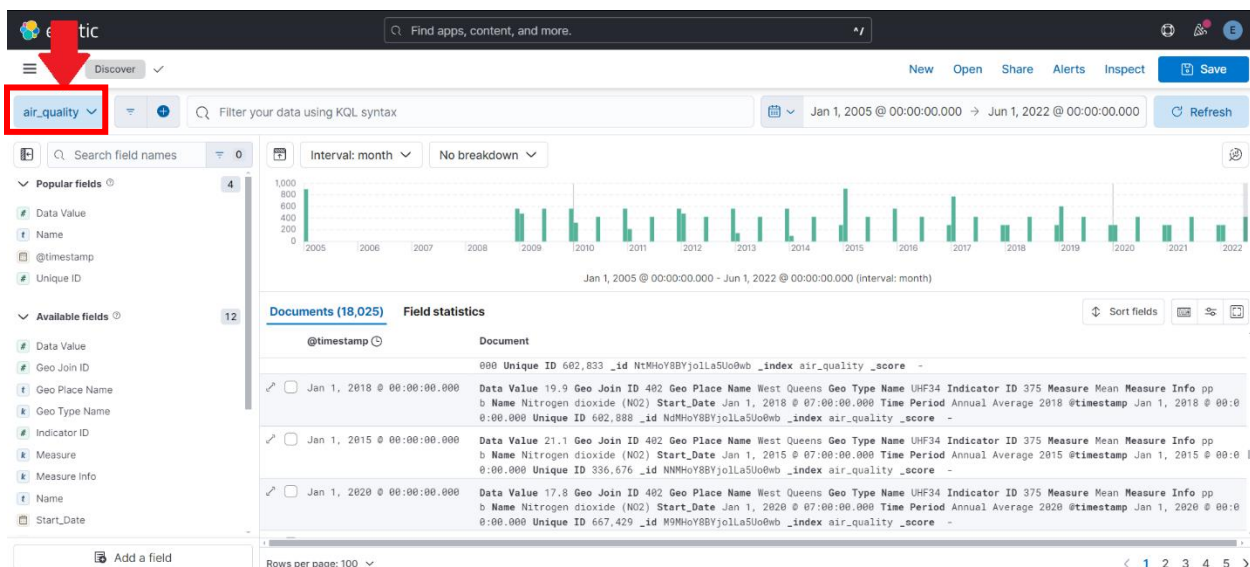 Find apps, content, and more. ^/ E
Discover New Open Share Alerts Inspect Save
air_quality Filter your data using KQL syntax Jan 1, 2005 @ 00:00:00.000 → Jun 1, 2022 @ 00:00:00.000 Refresh
Search field names 0 Interval: month No breakdown
Popular fields 4
Data Value
Name
@timestamp
Unique ID
Available fields 12
Data Value
Geo Join ID
Geo Place Name
Geo Type Name
Indicator ID
Measure
Measure Info
Name
Start_Date
Add a field
1,000
800
600
400
200
0
2005 2006 2007 2008 2009 2010 2011 2012 2013 2014 2015 2016 2017 2018 2019 2020 2021 2022
Jan 1, 2005 @ 00:00:00.000 - Jun 1, 2022 @ 00:00:00.000 (interval: month)
Documents (18,025) Field statistics Sort fields
@timestamp Document
000 Unique ID 602,833 _id NtMHoY8BYjolLa5Uo0wb _index air_quality _score -
Jan 1, 2018 @ 00:00:00.000 Data Value 19.9 Geo Join ID 402 Geo Place Name West Queens Geo Type Name UHF34 Indicator ID 375 Measure Mean Measure Info pp
b Name Nitrogen dioxide (NO2) Start_Date Jan 1, 2018 @ 07:00:00.000 Time Period Annual Average 2018 @timestamp Jan 1, 2018 @ 00:0
0:00.000 Unique ID 602,888 _id NdMHoY8BYjolLa5Uo0wb _index air_quality _score -
Jan 1, 2015 @ 00:00:00.000 Data Value 21.1 Geo Join ID 402 Geo Place Name West Queens Geo Type Name UHF34 Indicator ID 375 Measure Mean Measure Info pp
b Name Nitrogen dioxide (NO2) Start_Date Jan 1, 2015 @ 07:00:00.000 Time Period Annual Average 2015 @timestamp Jan 1, 2015 @ 00:0
0:00.000 Unique ID 336,676 _id NNMHoY8BYjolLa5Uo0wb _index air_quality _score -
Jan 1, 2020 @ 00:00:00.000 Data Value 17.8 Geo Join ID 402 Geo Place Name West Queens Geo Type Name UHF34 Indicator ID 375 Measure Mean Measure Info pp
b Name Nitrogen dioxide (NO2) Start_Date Jan 1, 2020 @ 07:00:00.000 Time Period Annual Average 2020 @timestamp Jan 1, 2020 @ 00:0
0:00.000 Unique ID 667,429 _id M9MHoY8BYjolLa5Uo0wb _index air_quality _score -
Rows per page: 100 1 2 3 4 5